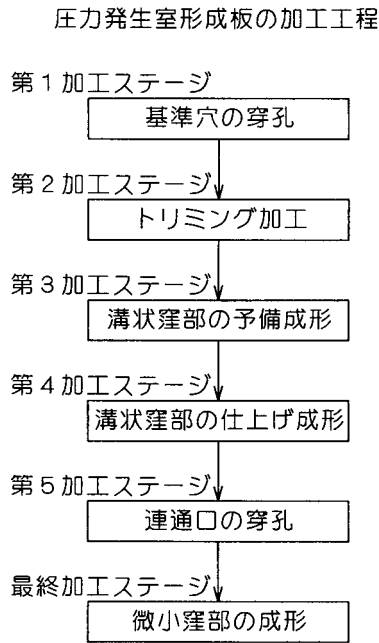 圧力発生室形成板の加工工程
第1加工ステージ
基準穴の穿孔
第2加工ステージ
トリミング加工
第3加工ステージ
溝状窪部の予備成形
第4加工ステージ
溝状窪部の仕上げ成形
第5加工ステージ
連通口の穿孔
最終加工ステージ
微小窪部の成形